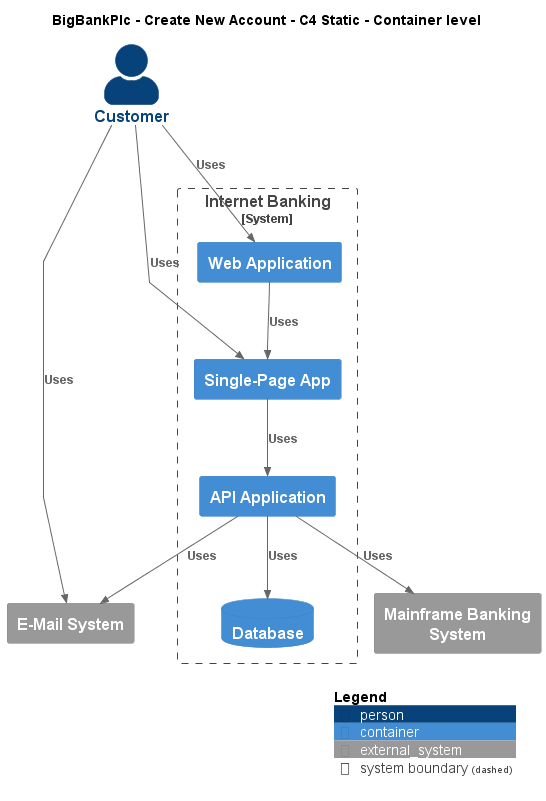 BigBankPlc - Create New Account - C4 Static - Container level
Customer
Uses
Internet Banking
[System]
Web Application
Uses
Uses
Single-Page App
Uses
Uses
API Application
Uses
Uses
Uses
E-Mail System
Database
Mainframe Banking
System
Legend
person
container
external_system
system boundary (dashed)